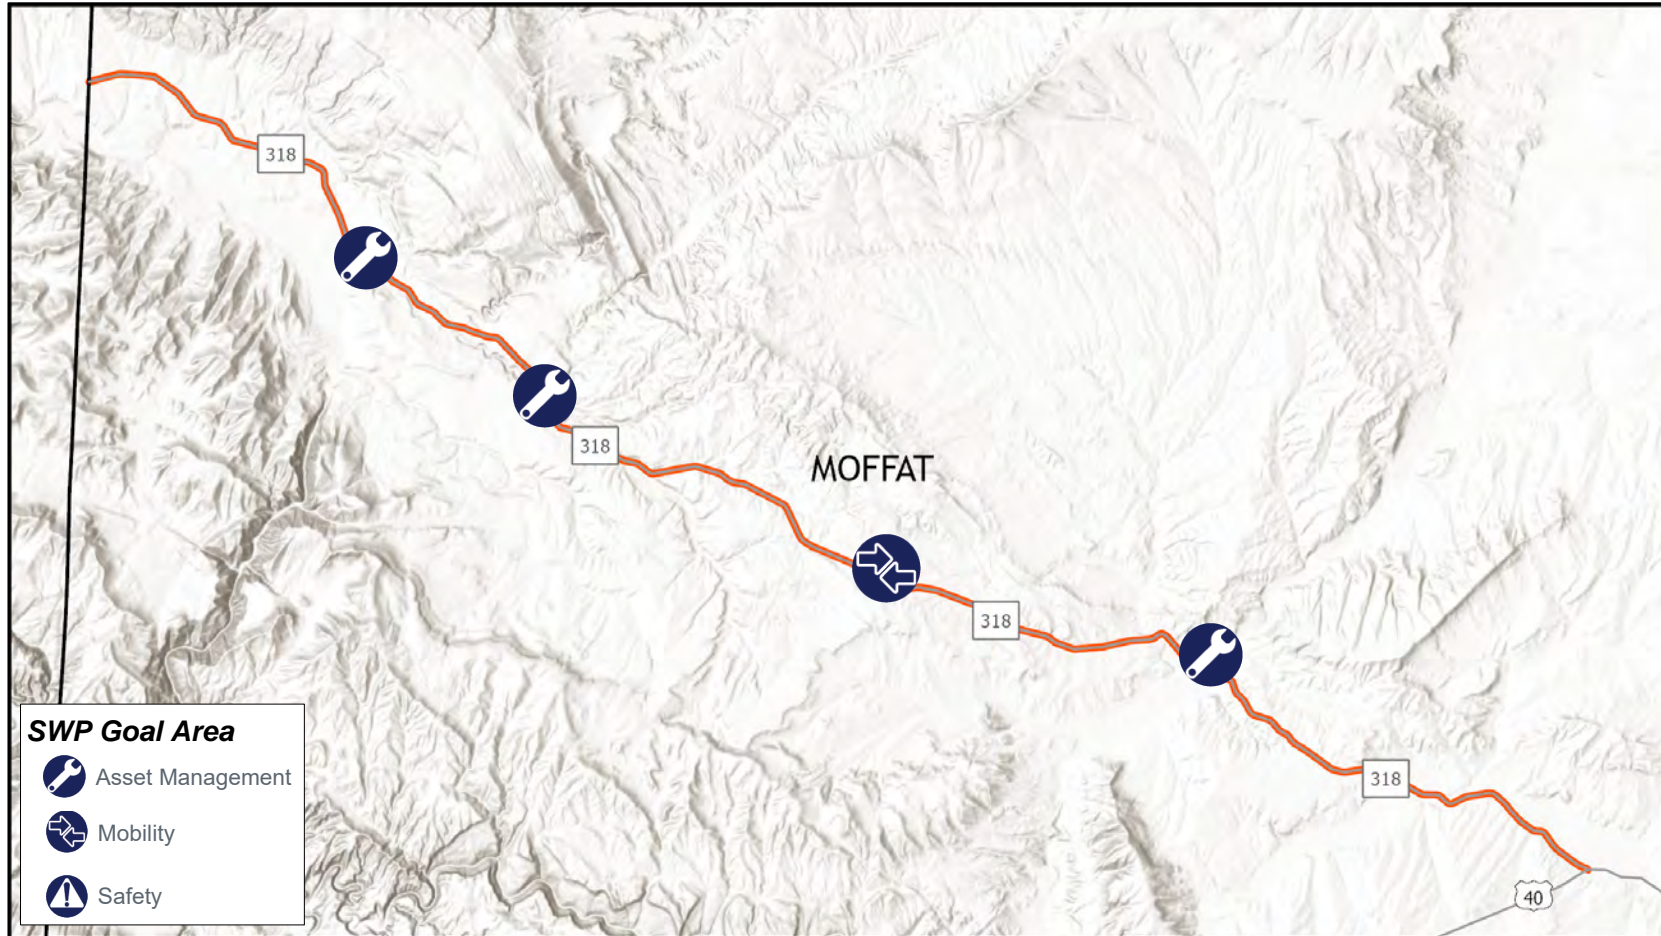 318
318
MOFFAT
318
318
40
SWP Goal Area
Asset Management
Mobility
Safety